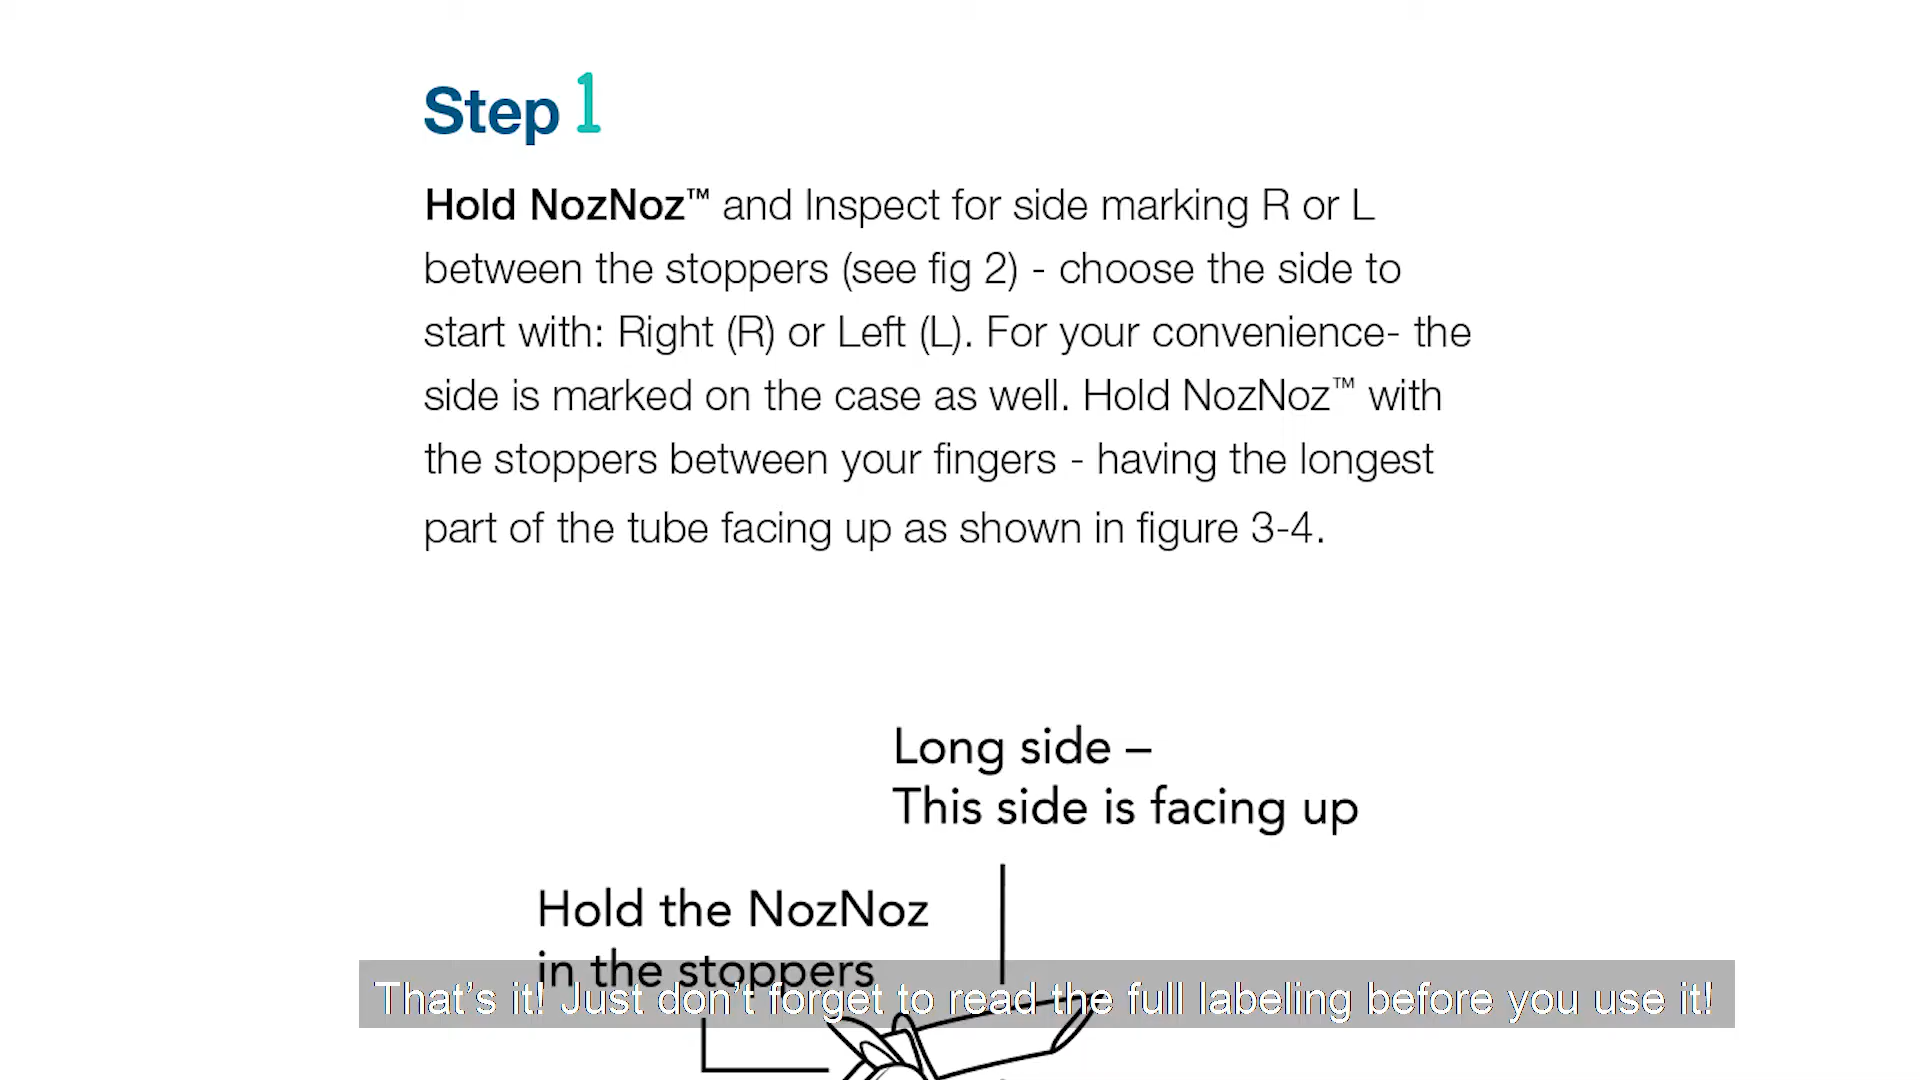 Step 1
Hold NozNoz™ and Inspect for side marking R or L
between the stoppers (see fig 2) - choose the side to
start with: Right (R) or Left (L). For your convenience- the
side is marked on the case as well. Hold NozNoz™ with
the stoppers between your fingers - having the longest
part of the tube facing up as shown in figure 3-4.
Long side –
This side is facing up
Hold the NozNoz
in the stoppers
That’s it! Just don’t forget to read the full labeling before you use it!